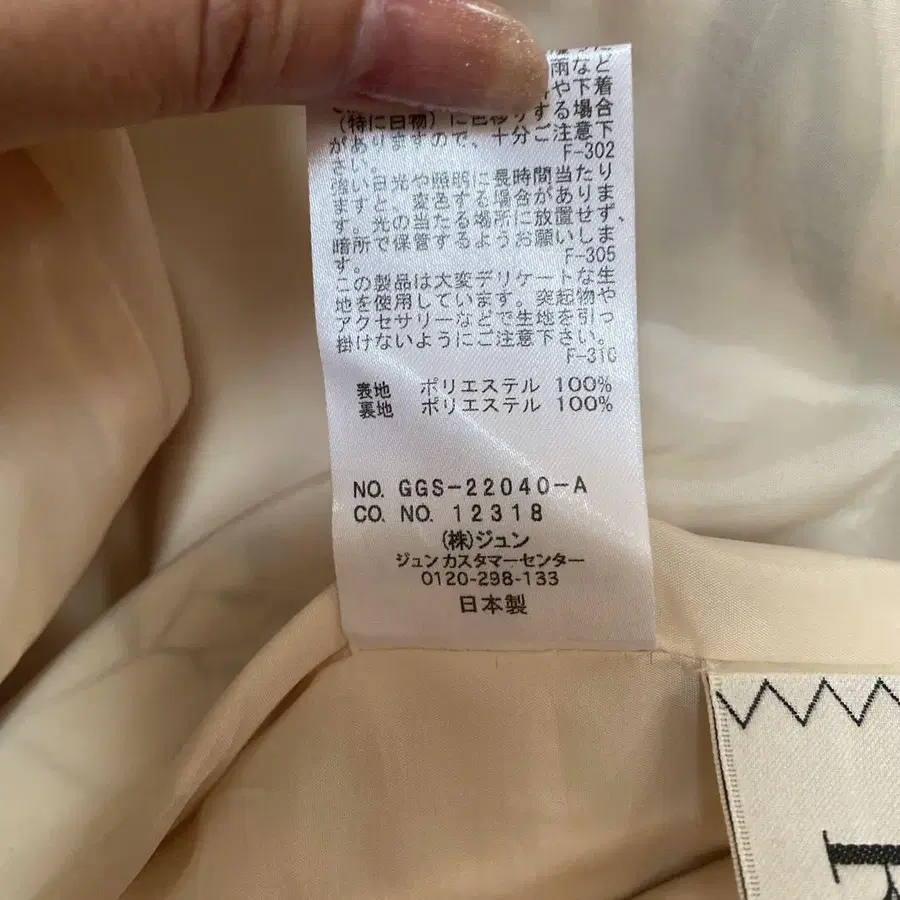 (特に白物)に色移りする場合
がありますので、十分ご注意下
さい。 F-302
強い日光や照明に長時間当たり
ますと変色する場合がありま
す。光の当たる場所に放置せず、
暗所で保管するようお願いしま
す。 F-305
この製品は大変デリケートな生
地を使用しています。突起物や
アクセサリーなどで生地を引っ
掛けないようにご注意下さい。
F-310
表地 ポリエステル 100%
裏地 ポリエステル 100%
NO. GGS-22040-A
CO. NO. 12318
(株)ジュン
ジュンカスタマーセンター
0120-298-133
日本製